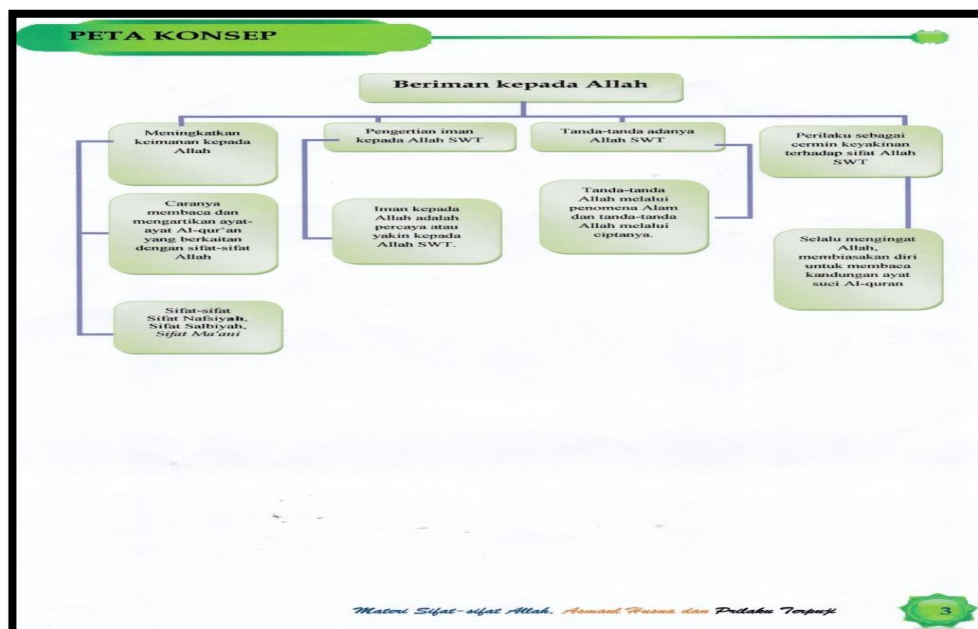 PETA KONSEP
Beriman kepada Allah
Meningkatkan
keimanan kepada
Allah
Caranya
membaca dan
mengartikan ayat-
ayat Al-qur'an
yang berkaitan
dengan sifat-sifat
Allah
Sifat-sifat
Sifat Nafsiyah,
Sifat Salbiyah,
Sifat Ma'ani
Pengertian iman
kepada Allah SWT
Iman kepada
Allah adalah
percaya atau
yakin kepada
Allah SWT.
Tanda-tanda adanya
Allah SWT
Tanda-tanda
Allah melalui
penomena Alam
dan tanda-tanda
Allah melalui
ciptanya.
Perilaku sebagai
cermin keyakinan
terhadap sifat Allah
SWT
Selalu mengingat
Allah,
membiasakan diri
untuk membaca
kandungan ayat
suci Al-quran
Materi Sifat-sifat Allah, Asmaul Husna dan Prilaku Terpuji
3